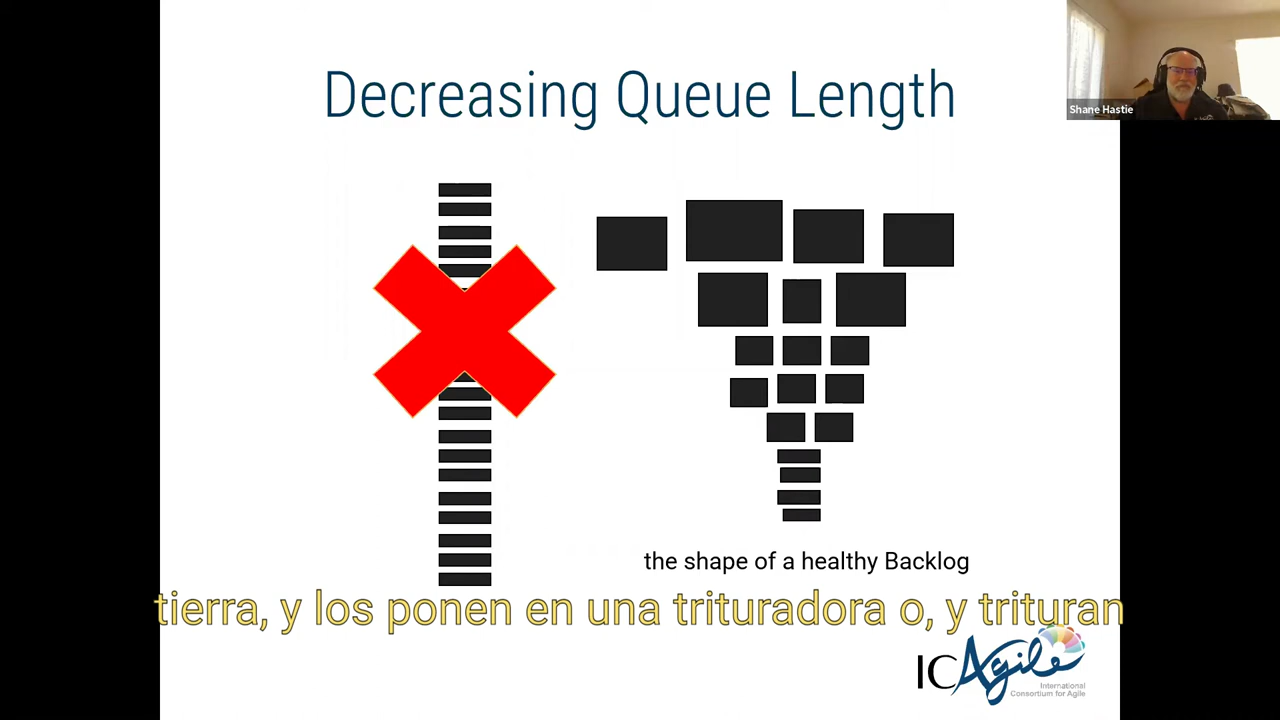 Decreasing Queue Length
Shane Hastie
the shape of a healthy Backlog
tierra, y los ponen en una trituradora o, y trituran
ICAgile
International
Consortium for Agile